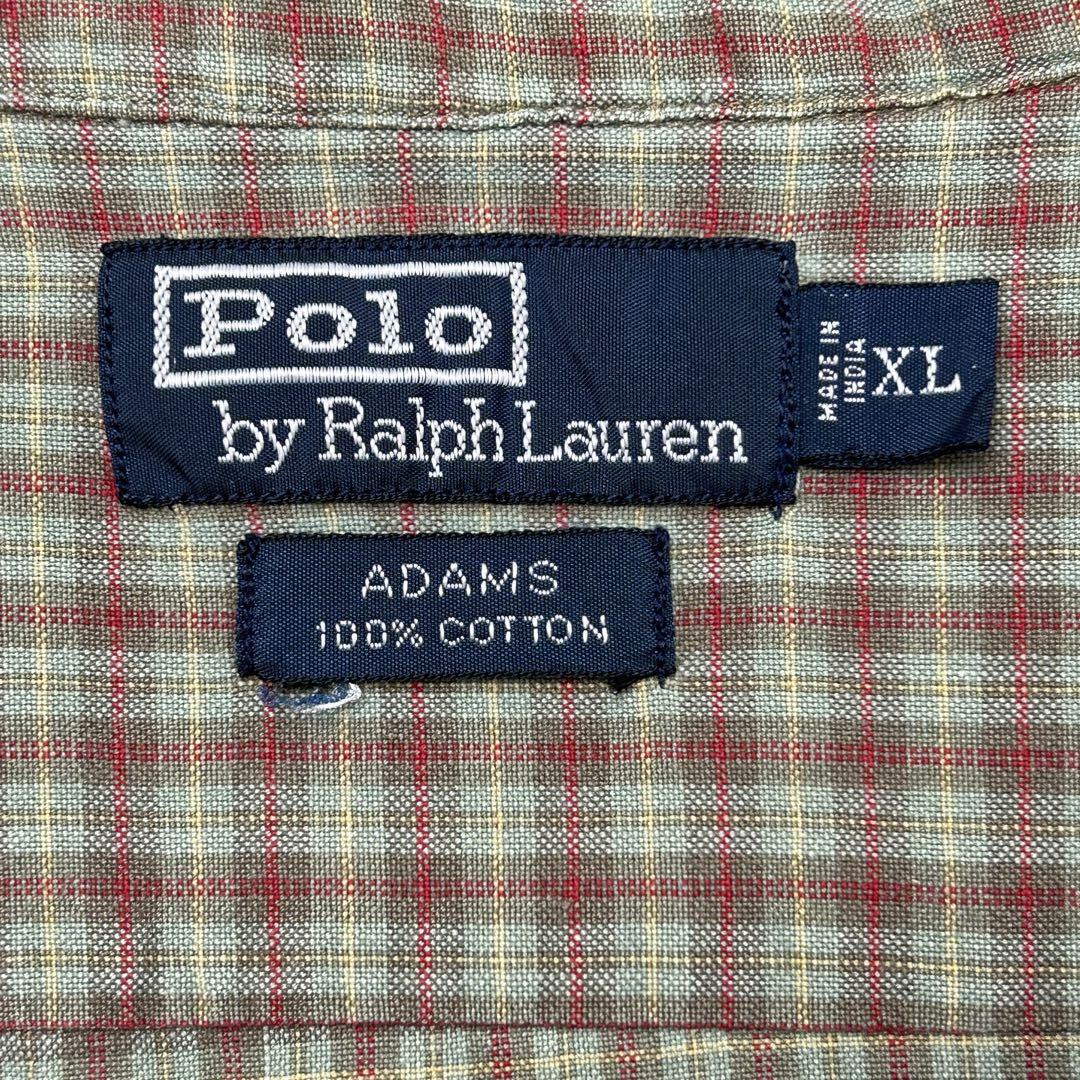 Polo
by Ralph Lauren
MADE IN
INDIA
XL
ADAMS
100% COTTON